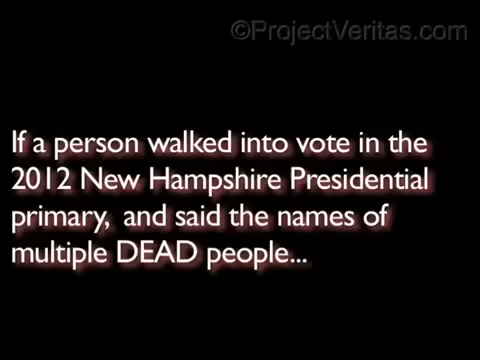 ©ProjectVeritas.com
If a person walked into vote in the
2012 New Hampshire Presidential
primary, and said the names of
multiple DEAD people...